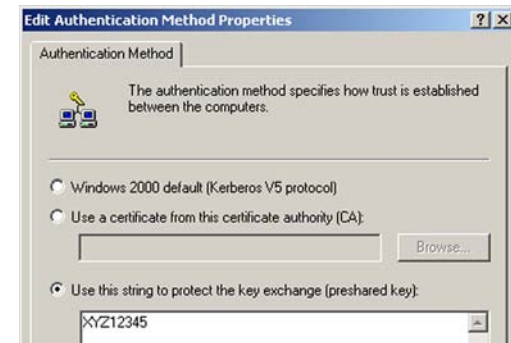 Edit Authentication Method Properties
Authentication Method
The authentication method specifies how trust is established
between the computers.
Windows 2000 default (Kerberos V5 protocol)
Use a certificate from this certificate authority (CA):
Browse...
Use this string to protect the key exchange (preshared key):
XYZ12345